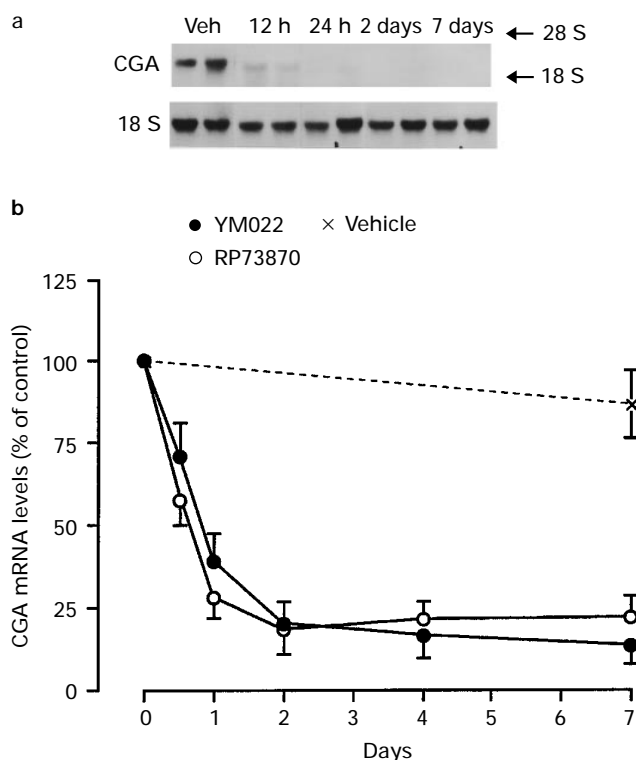 a
Veh 12 h 24 h 2 days 7 days
← 28 S
CGA
← 18 S
18 S
b
● YM022 × Vehicle
○ RP73870
CGA mRNA levels (% of control)
125
100
75
50
25
0
0 1 2 3 4 5 6 7
Days